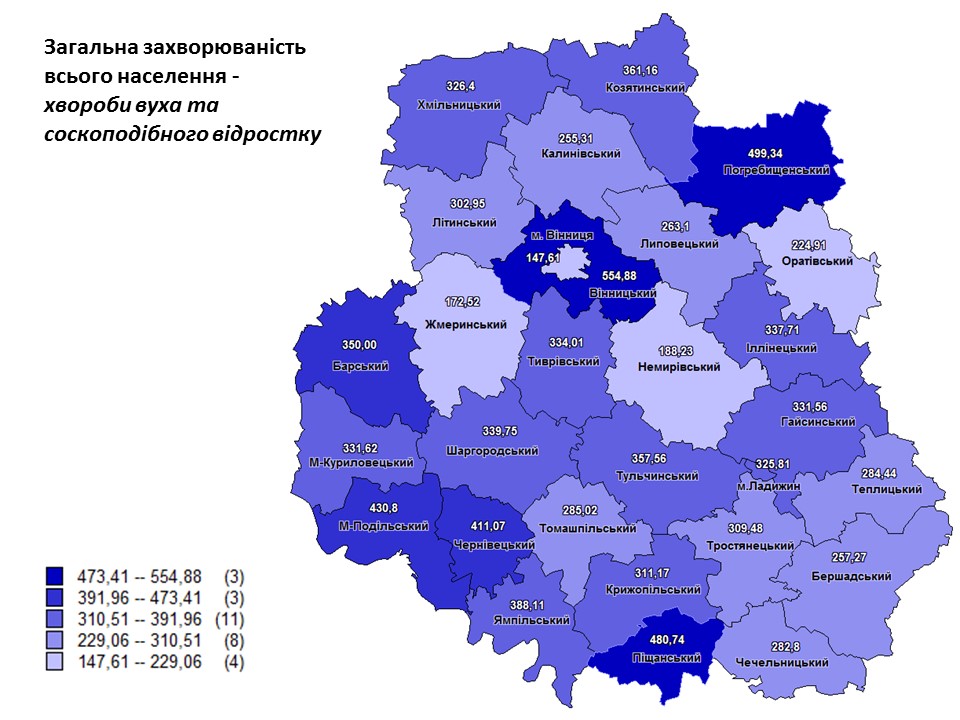 Загальна захворюваність
всього населення -
хвороби вуха та
соскоподібного відростку
361,16
Козятинський
326,4
Хмільницький
255,31
Калинівський
499,34
Погребищенський
302,95
Літинський
263,1
Липовецький
м. Вінниця
147,61
224,91
Оратівський
554,88
Вінницький
172,52
Жмеринський
337,71
Іллінецький
350,00
Барський
334,01
Тиврівський
188,23
Немирівський
331,56
Гайсинський
339,75
Шаргородський
331,62
М-Куриловецький
357,56
Тульчинський
325,81
м.Ладижин
284,44
Теплицький
430,8
М-Подільський
411,07
Чернівецький
285,02
Томашпільський
309,48
Тростянецький
257,27
Бершадський
311,17
Крижопільський
388,11
Ямпільський
480,74
Піщанський
282,8
Чечельницький
473,41 -- 554,88 (3)
391,96 -- 473,41 (3)
310,51 -- 391,96 (11)
229,06 -- 310,51 (8)
147,61 -- 229,06 (4)